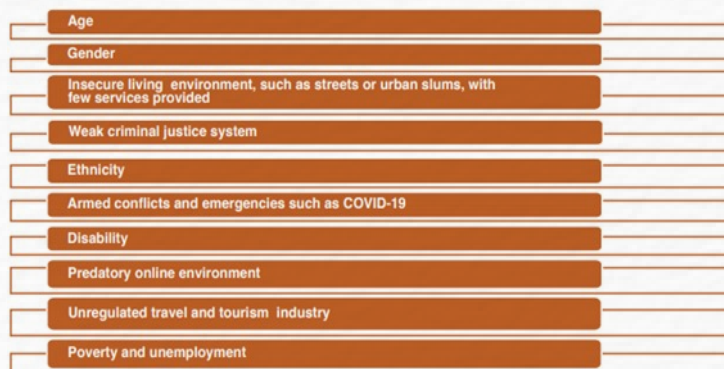 Age
Gender
Insecure living environment, such as streets or urban slums, with
few services provided
Weak criminal justice system
Ethnicity
Armed conflicts and emergencies such as COVID-19
Disability
Predatory online environment
Unregulated travel and tourism industry
Poverty and unemployment